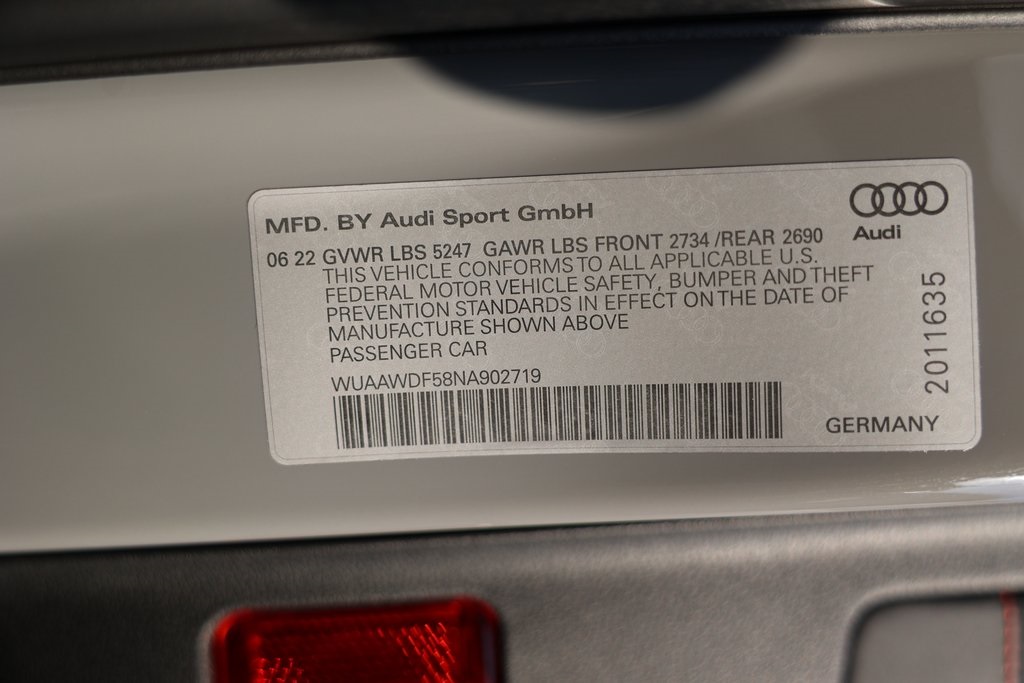 MFD. BY Audi Sport GmbH
Audi
06 22 GVWR LBS 5247 GAWR LBS FRONT 2734 /REAR 2690
THIS VEHICLE CONFORMS TO ALL APPLICABLE U.S.
FEDERAL MOTOR VEHICLE SAFETY, BUMPER AND THEFT
PREVENTION STANDARDS IN EFFECT ON THE DATE OF
MANUFACTURE SHOWN ABOVE
PASSENGER CAR
WUAAWDF58NA902719
2011635
GERMANY